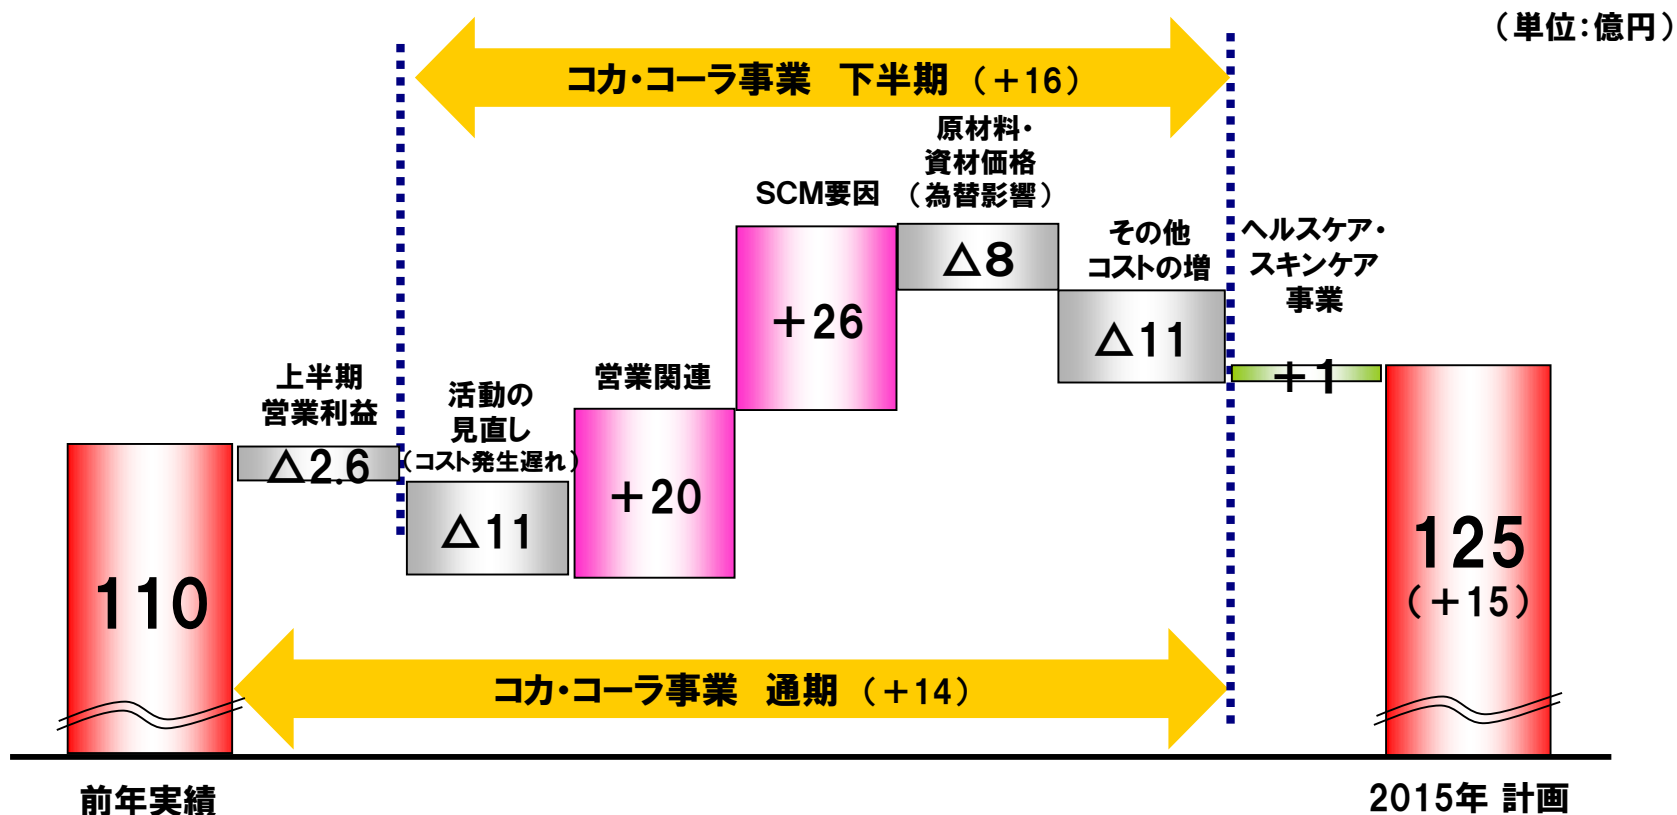 （単位：億円）
コカ・コーラ事業　下半期（＋16）
原材料・
資材価格
（為替影響）
SCM要因
その他
コストの増
ヘルスケア・
スキンケア
事業
△8
＋26
△11
＋1
上半期
営業利益
活動の
見直し
（コスト発生遅れ）
営業関連
△2.6
△11
＋20
110
125
（＋15）
コカ・コーラ事業　通期（＋14）
前年実績
2015年 計画